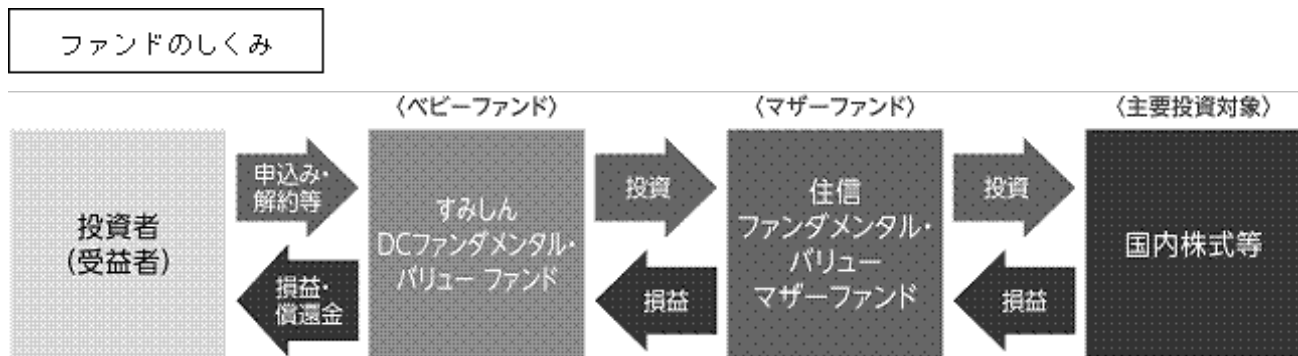 ファンドのしくみ
〈ベビーファンド〉
〈マザーファンド〉
〈主要投資対象〉
投資者
(受益者)
申込み・
解約等
損益・
償還金
すみしん
DCファンダメンタル・
バリュー ファンド
投資
損益
住信
ファンダメンタル・
バリュー
マザーファンド
投資
損益
国内株式等